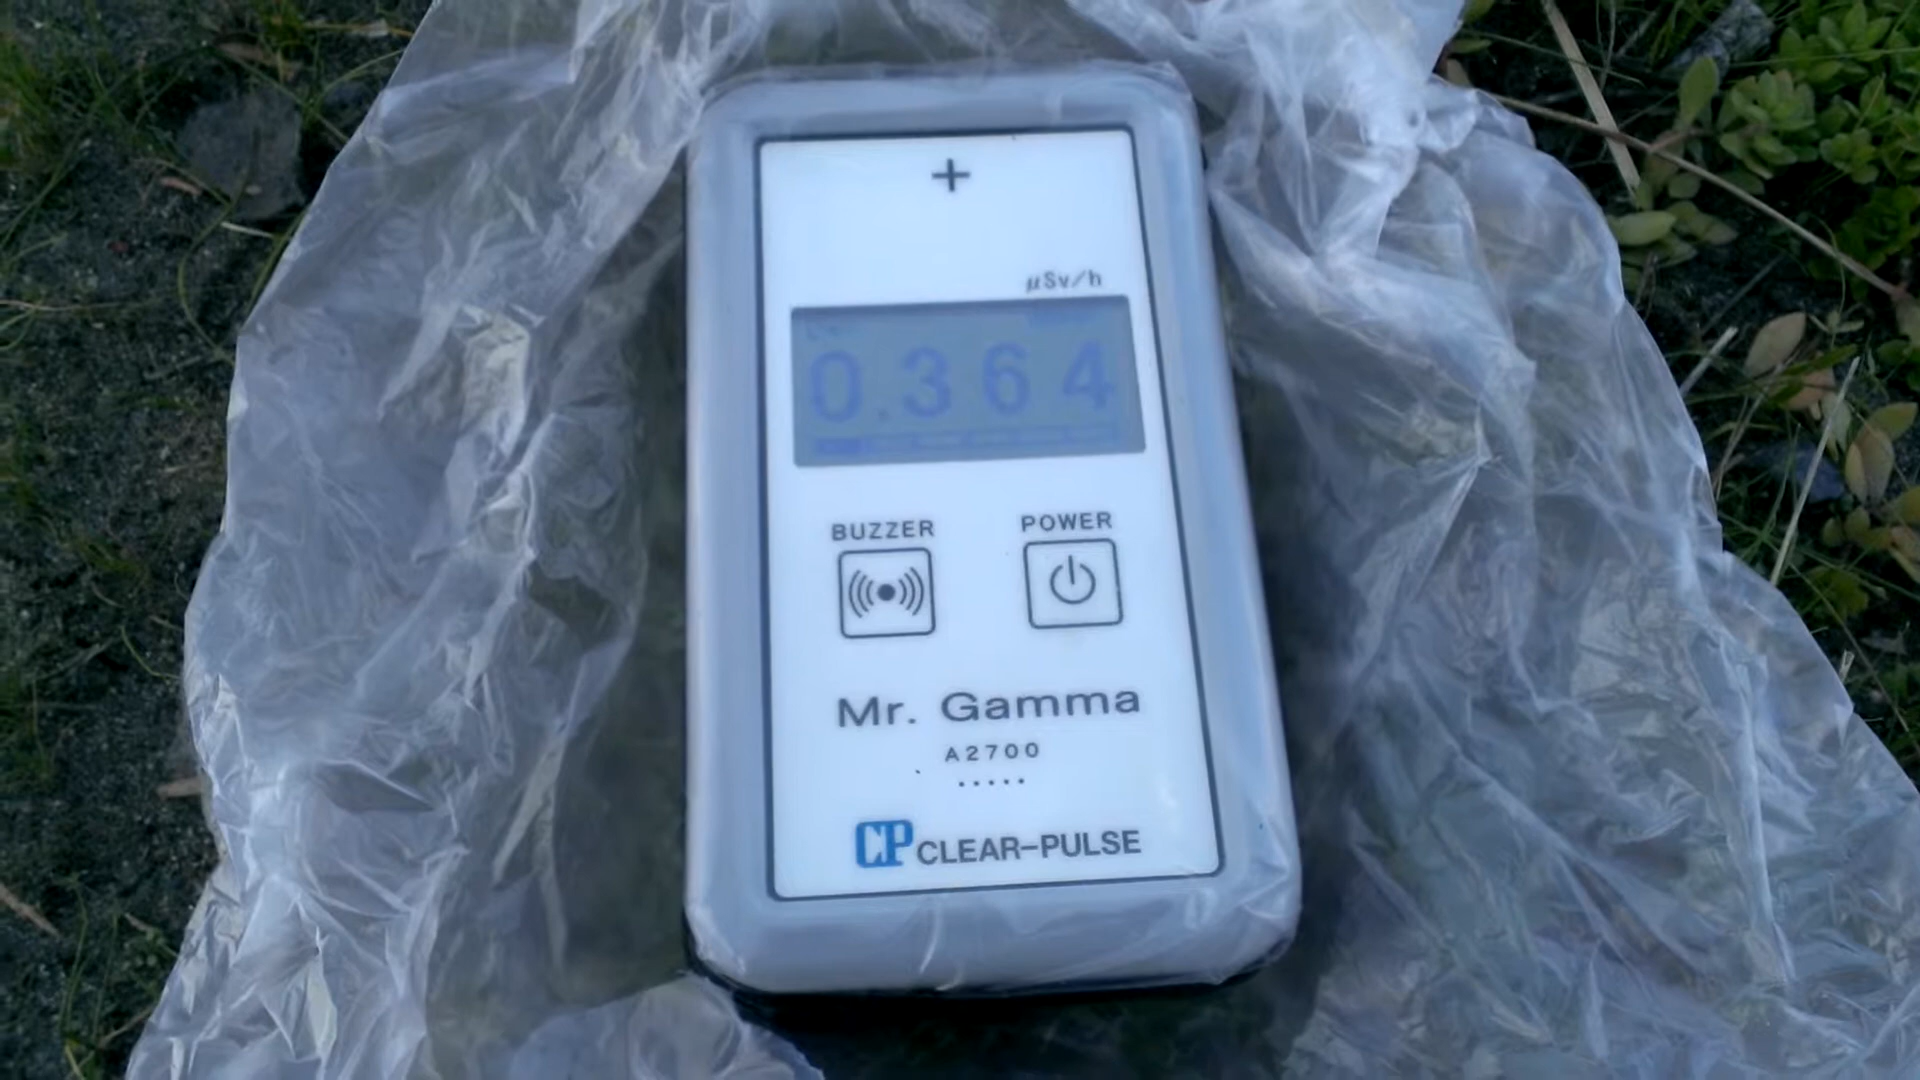 +
μSv/h
0.364
BUZZER POWER
Mr. Gamma
A2700
CP CLEAR-PULSE